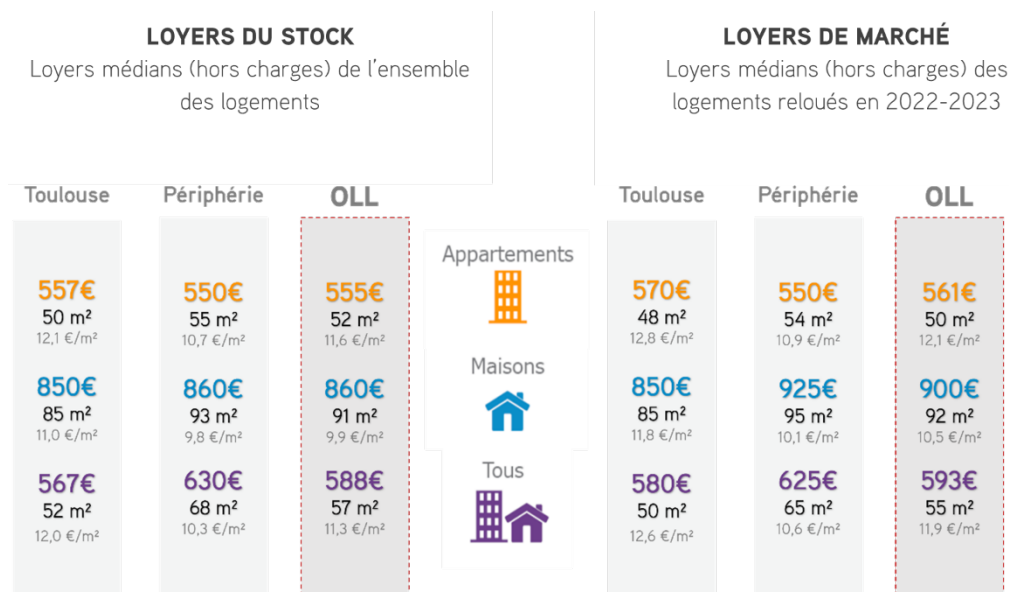 LOYERS DU STOCK
Loyers médians (hors charges) de l'ensemble
des logements
LOYERS DE MARCHÉ
Loyers médians (hors charges) des
logements reloués en 2022-2023
Toulouse
Périphérie
OLL
557€
50 m²
12,1 €/m²
550€
55 m²
10,7 €/m²
555€
52 m²
11,6 €/m²
850€
85 m²
11,0 €/m²
860€
93 m²
9,8 €/m²
860€
91 m²
9,9 €/m²
567€
52 m²
12,0 €/m²
630€
68 m²
10,3 €/m²
588€
57 m²
11,3 €/m²
Appartements
Maisons
Tous
Toulouse
Périphérie
OLL
570€
48 m²
12,8 €/m²
550€
54 m²
10,9 €/m²
561€
50 m²
12,1 €/m²
850€
85 m²
11,8 €/m²
925€
95 m²
10,1 €/m²
900€
92 m²
10,5 €/m²
580€
50 m²
12,6 €/m²
625€
65 m²
10,6 €/m²
593€
55 m²
11,9 €/m²